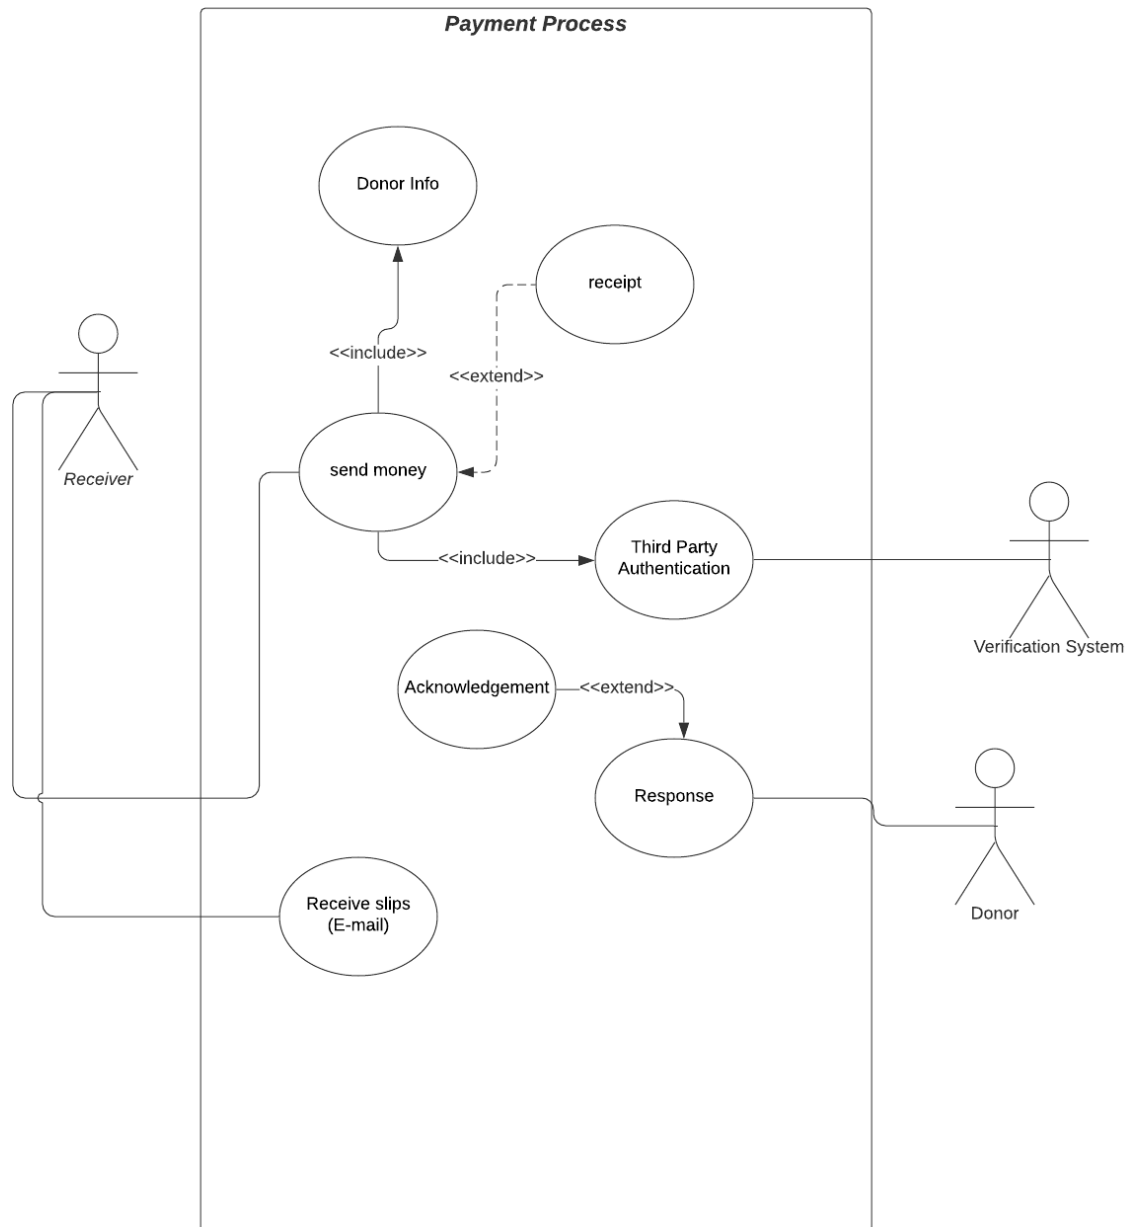 Payment Process
Donor Info
receipt
<<include>>
<<extend>>
send money
Receiver
<<include>>
Third Party
Authentication
Verification System
Acknowledgement
<<extend>>
Response
Receive slips
(E-mail)
Donor